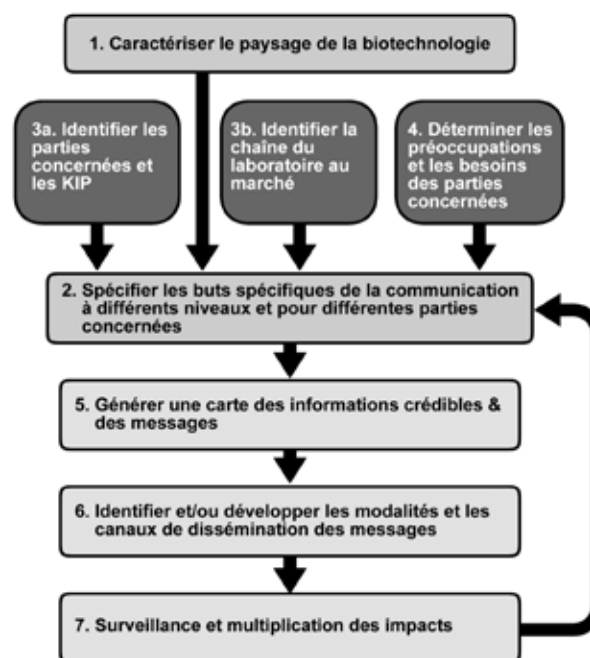 1. Caractériser le paysage de la biotechnologie
3a. Identifier les
parties
concernées et
les KIP
3b. Identifier la
chaîne du
laboratoire au
marché
4. Déterminer les
préoccupations
et les besoins
des parties
concernées
2. Spécifier les buts spécifiques de la communication
à différents niveaux et pour différentes parties
concernées
5. Générer une carte des informations crédibles &
des messages
6. Identifier et/ou développer les modalités et les
canaux de dissémination des messages
7. Surveillance et multiplication des impacts